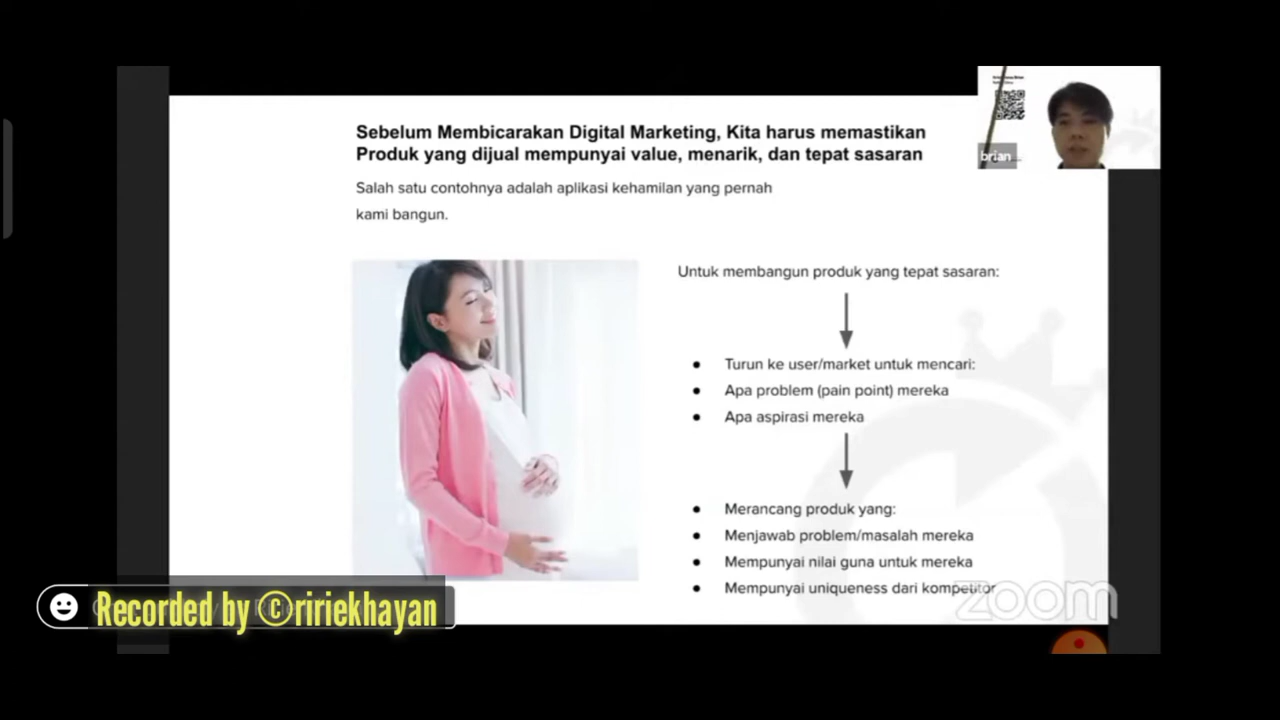 Sebelum Membicarakan Digital Marketing, Kita harus memastikan
Produk yang dijual mempunyai value, menarik, dan tepat sasaran
Salah satu contohnya adalah aplikasi kehamilan yang pernah
kami bangun.
brian
Untuk membangun produk yang tepat sasaran:
Turun ke user/market untuk mencari:
Apa problem (pain point) mereka
Apa aspirasi mereka
Merancang produk yang:
Menjawab problem/masalah mereka
Mempunyai nilai guna untuk mereka
Mempunyai uniqueness dari kompetitor
zoom
Recorded by ©ririekhayan